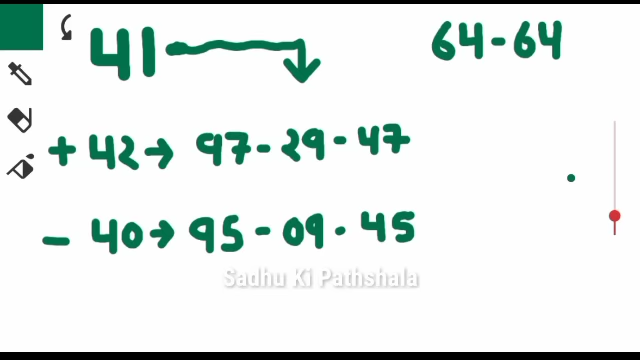 41 64-64
+ 42 → 97-29-47
- 40 → 95-09-45
Sadhu Ki Pathshala